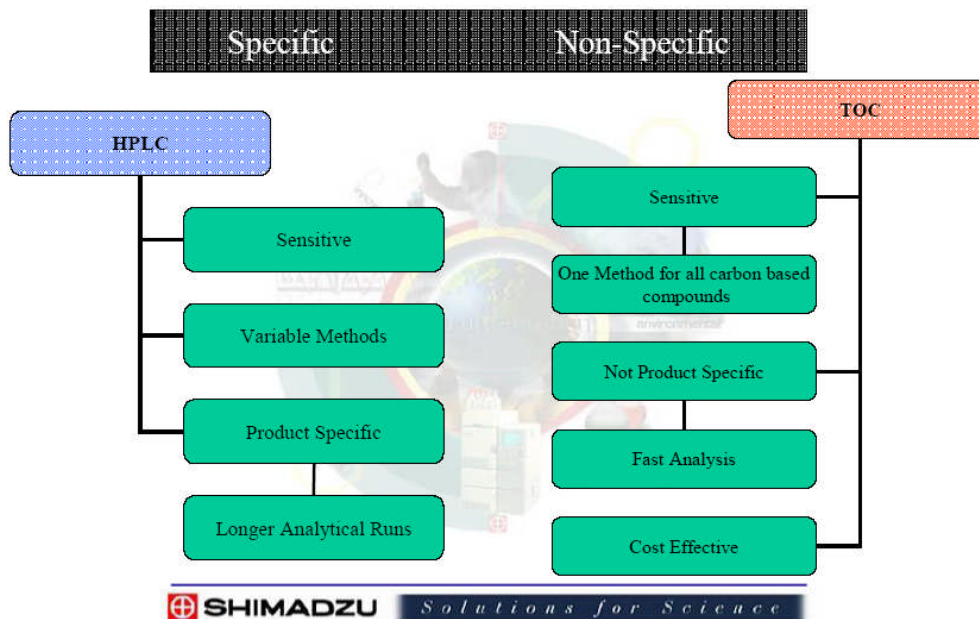 Specific Non-Specific
HPLC
Sensitive
Variable Methods
Product Specific
Longer Analytical Runs
TOC
Sensitive
One Method for all carbon based
compounds
Not Product Specific
Fast Analysis
Cost Effective
environmental
SHIMADZU Solutions for Science